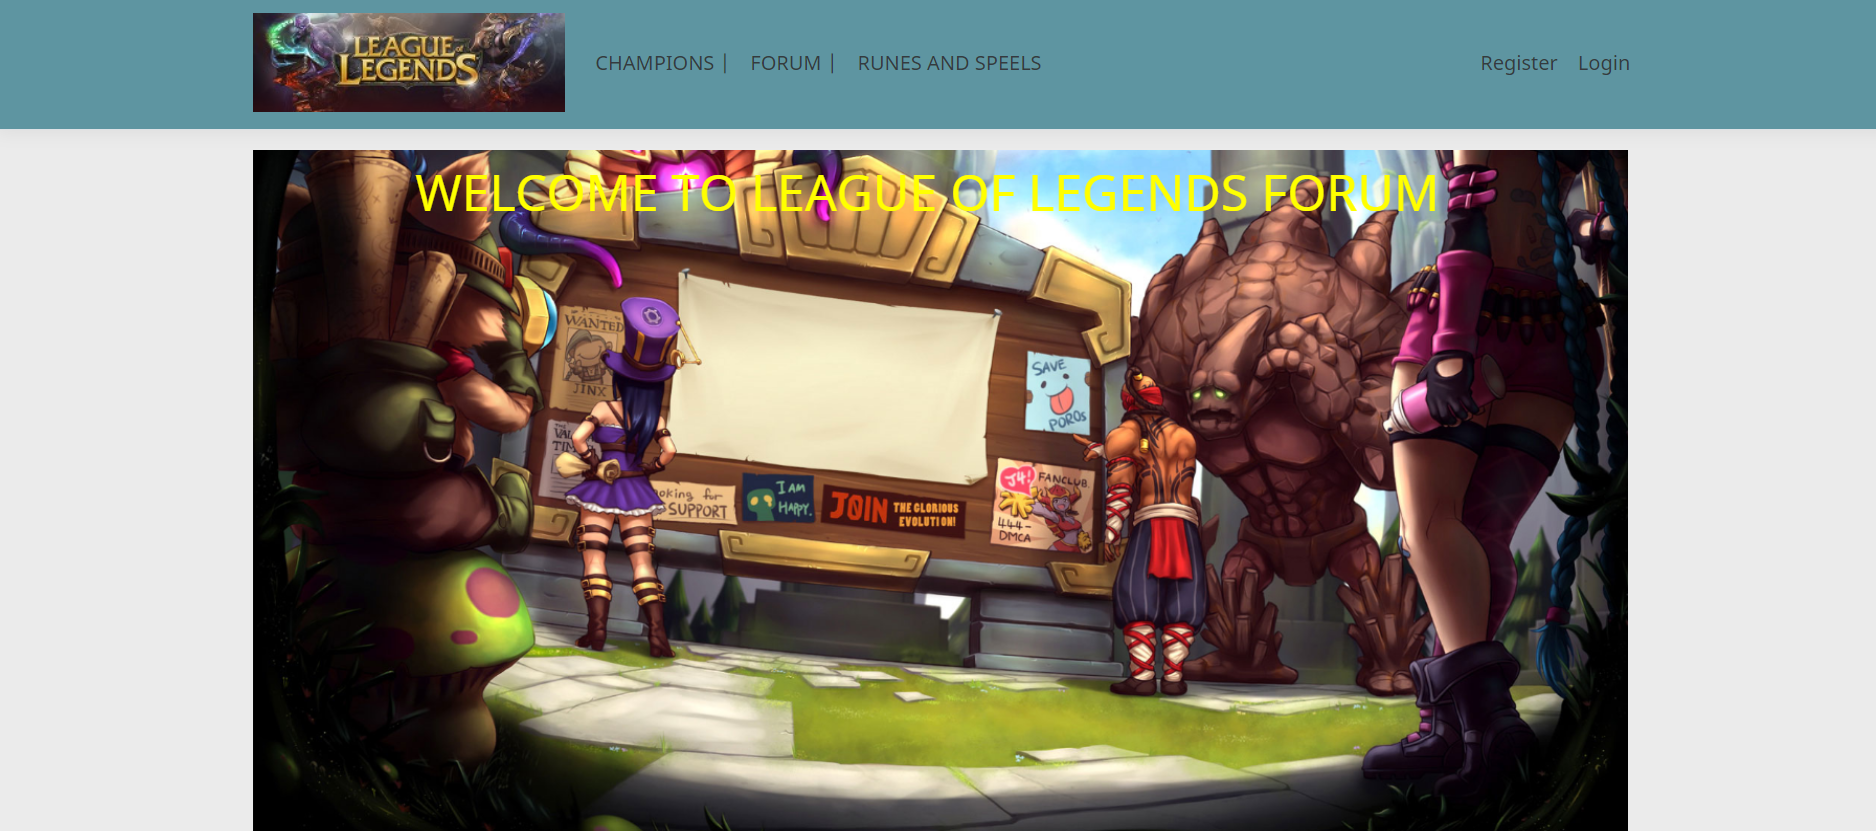 LEAGUE of
LEGENDS
CHAMPIONS |
FORUM |
RUNES AND SPEELS
Register
Login
WELCOME TO LEAGUE OF LEGENDS FORUM
WANTED
JINX
SAVE
POROS
oking for
SUPPORT
I AM
HAPPY.
JOIN THE GLORIOUS
EVOLUTION!
J4!
FANCLUB.
444-
DMCA